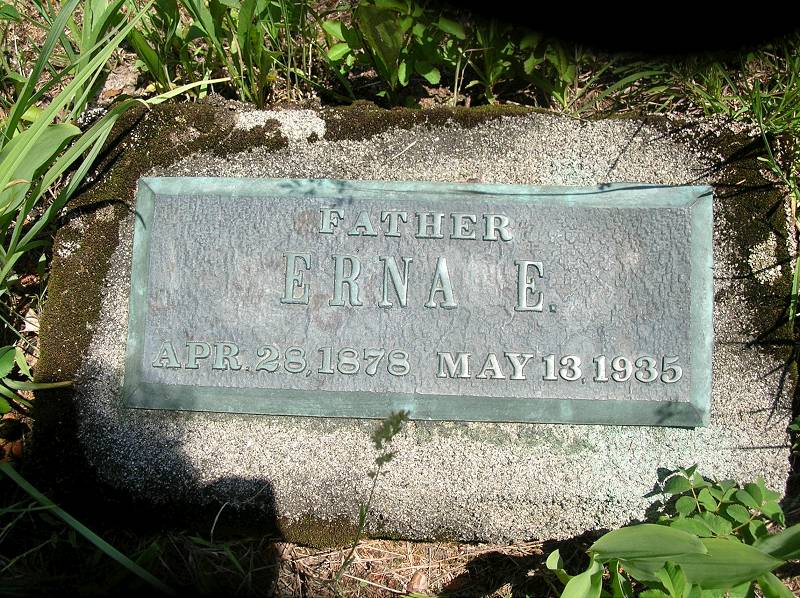 FATHER
ERNA E.
APR. 28, 1878 MAY 13, 1935